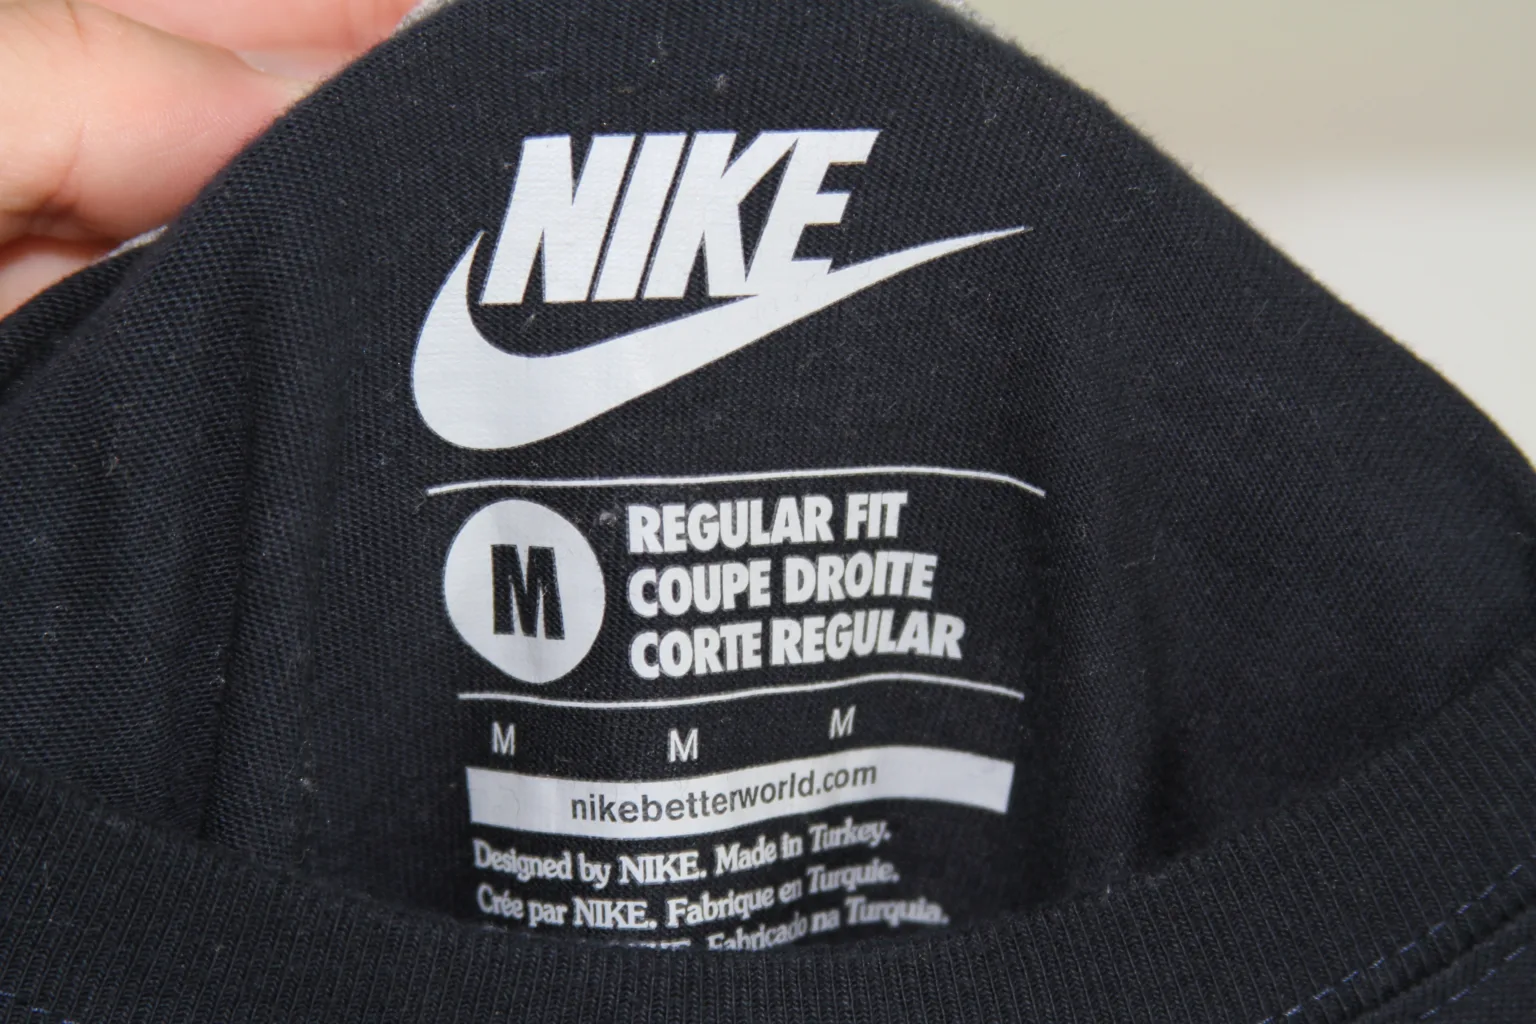 NIKE
M
REGULAR FIT
COUPE DROITE
CORTE REGULAR
M M M
nikebetterworld.com
Designed by NIKE. Made in Turkey.
Crée par NIKE. Fabrique en Turquie.
Fabricado na Turquia.